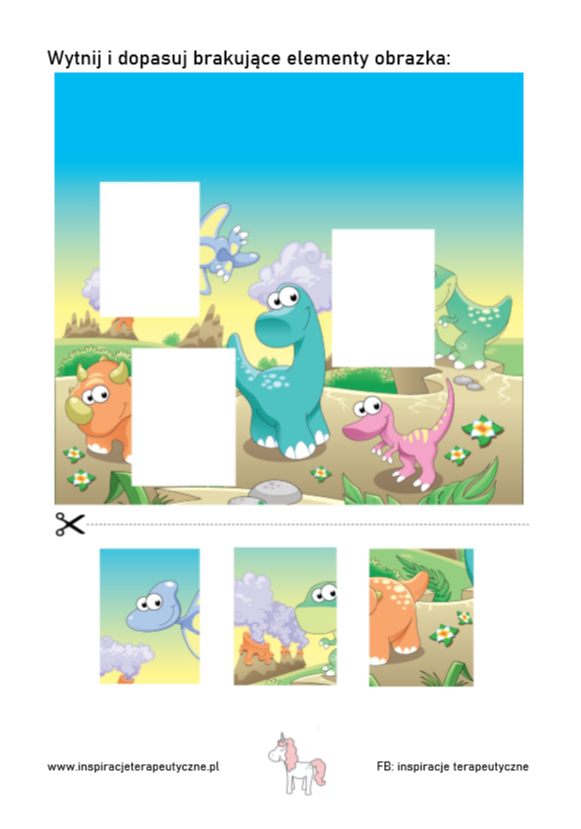 Wytnij i dopasuj brakujące elementy obrazka:
www.inspiracjeterapeutyczne.pl
FB: inspiracje terapeutyczne